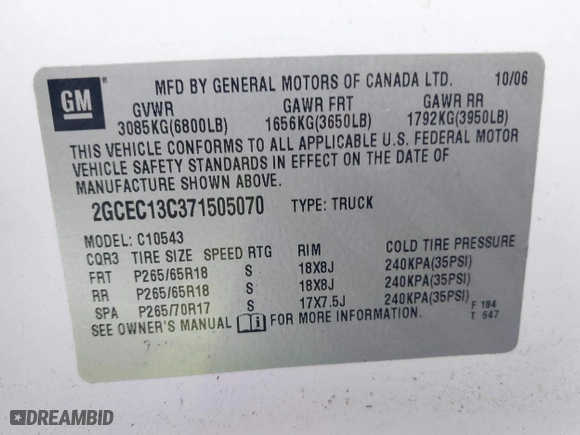 GM ®
MFD BY GENERAL MOTORS OF CANADA LTD. 10/06
GVWR GAWR FRT GAWR RR
3085KG(6800LB) 1656KG(3650LB) 1792KG(3950LB)
THIS VEHICLE CONFORMS TO ALL APPLICABLE U.S. FEDERAL MOTOR
VEHICLE SAFETY STANDARDS IN EFFECT ON THE DATE OF
MANUFACTURE SHOWN ABOVE.
2GCEC13C371505070 TYPE: TRUCK
MODEL: C10543
CQR3 TIRE SIZE SPEED RTG RIM COLD TIRE PRESSURE
FRT P265/65R18 S 18X8J 240KPA(35PSI)
RR P265/65R18 S 18X8J 240KPA(35PSI)
SPA P265/70R17 S 17X7.5J 240KPA(35PSI)
SEE OWNER'S MANUAL i FOR MORE INFORMATION.
F 184
T 547
DREAMBID